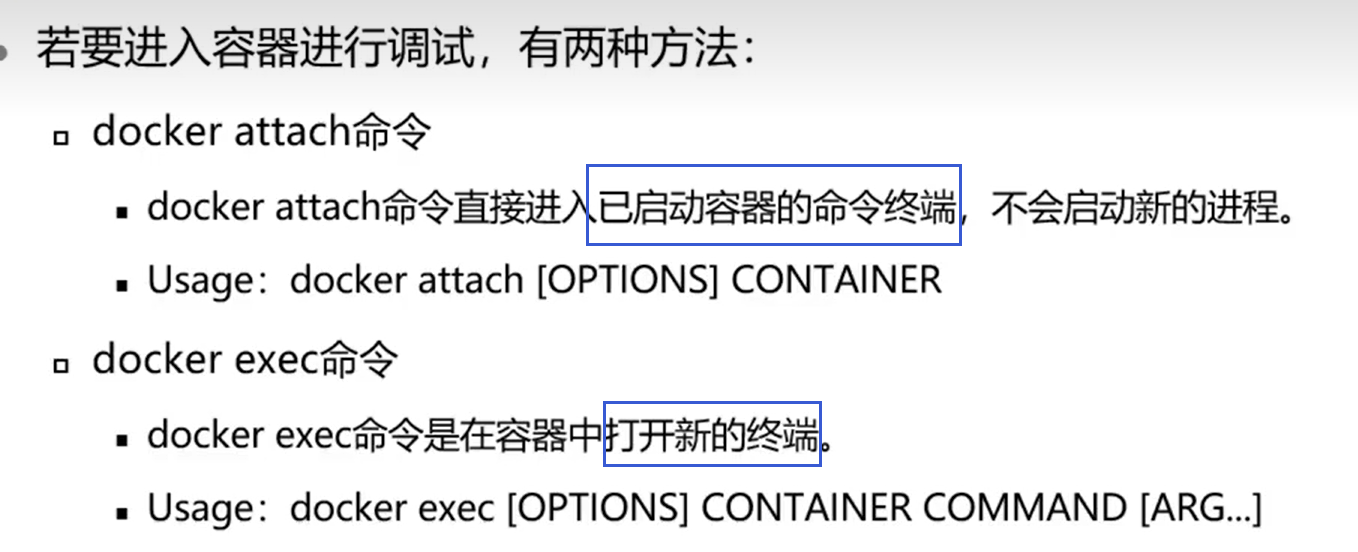 若要进入容器进行调试，有两种方法：
docker attach命令
docker attach命令直接进入已启动容器的命令终端，不会启动新的进程。
Usage：docker attach [OPTIONS] CONTAINER
docker exec命令
docker exec命令是在容器中打开新的终端。
Usage：docker exec [OPTIONS] CONTAINER COMMAND [ARG...]